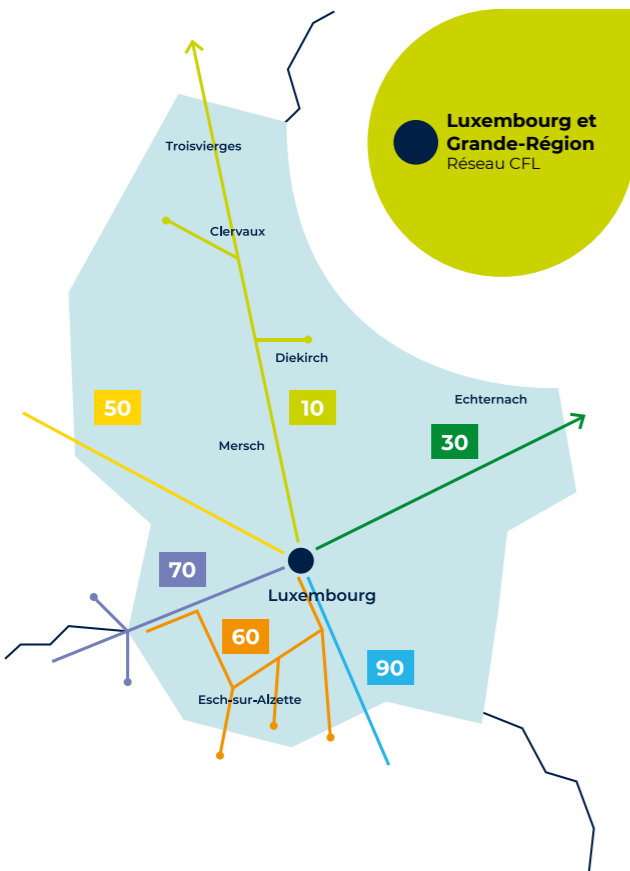 Luxembourg et
Grande-Région
Réseau CFL
Troisvierges
Clervaux
Diekirch
50
10
Echternach
30
Mersch
70
Luxembourg
60
90
Esch-sur-Alzette